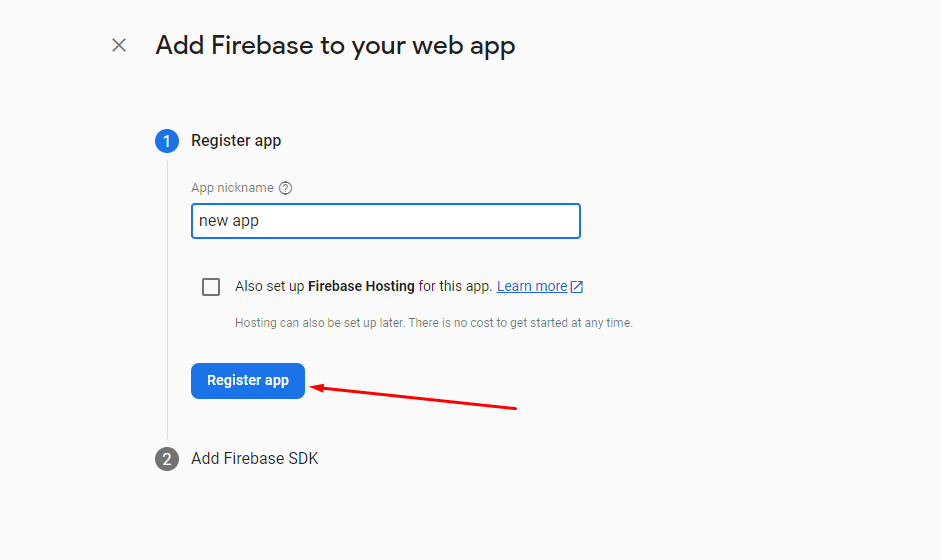 Add Firebase to your web app
1 Register app
App nickname
new app
Also set up Firebase Hosting for this app. Learn more
Hosting can also be set up later. There is no cost to get started at any time.
Register app
2 Add Firebase SDK